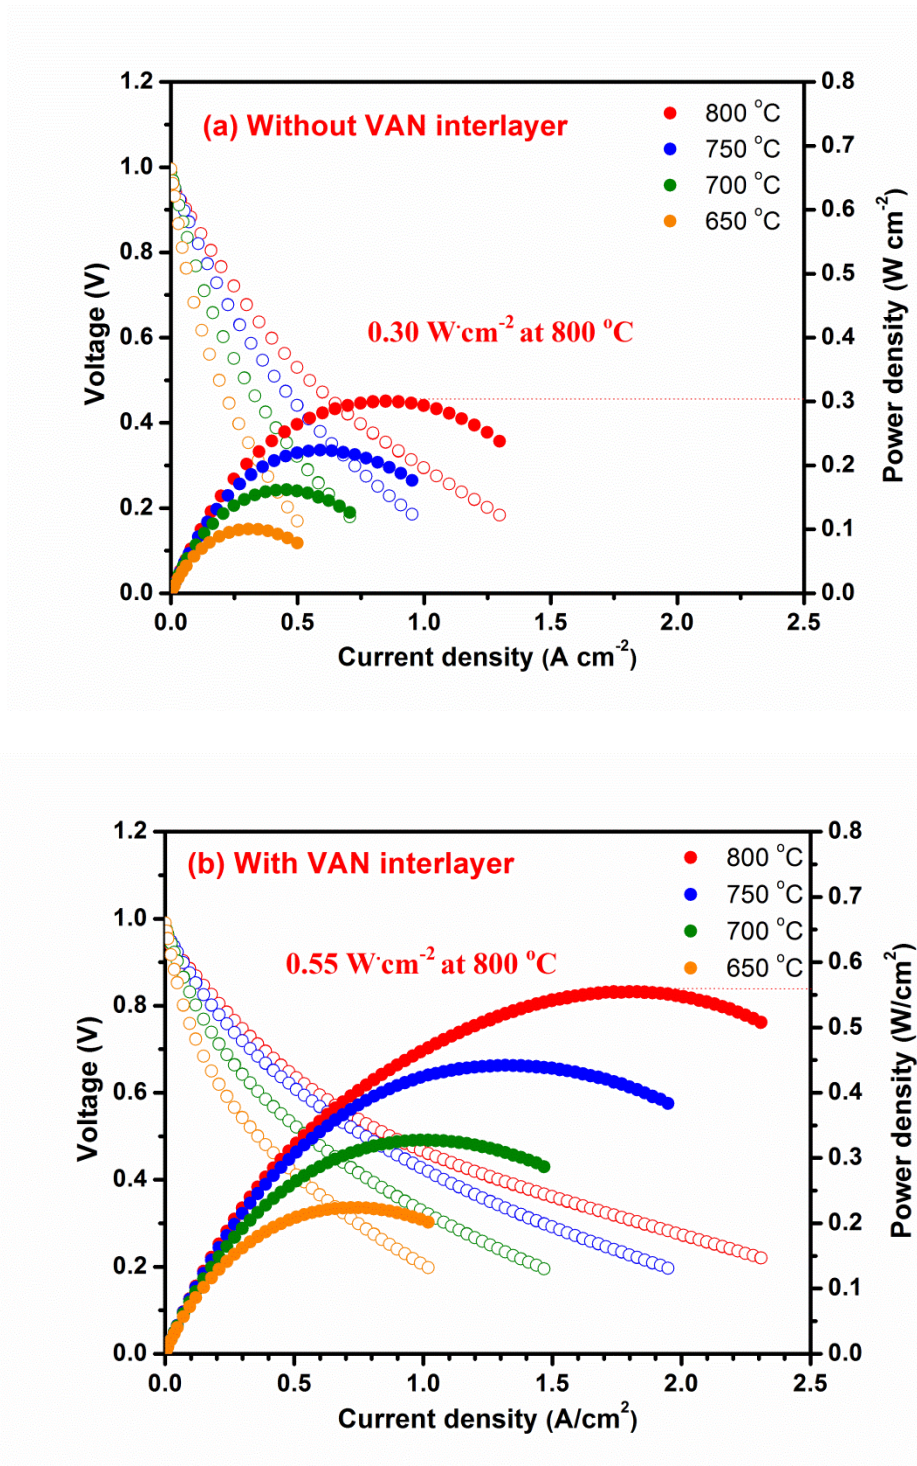 (a) Without VAN interlayer
800 °C
750 °C
700 °C
650 °C
0.30 W·cm⁻² at 800 °C
1.2
1.0
0.8
0.6
0.4
0.2
0.0
Voltage (V)
0.8
0.7
0.6
0.5
0.4
0.3
0.2
0.1
0.0
Power density (W cm⁻²)
0.0 0.5 1.0 1.5 2.0 2.5
Current density (A cm⁻²)
(b) With VAN interlayer
800 °C
750 °C
700 °C
650 °C
0.55 W·cm⁻² at 800 °C
1.2
1.0
0.8
0.6
0.4
0.2
0.0
Voltage (V)
0.8
0.7
0.6
0.5
0.4
0.3
0.2
0.1
0.0
Power density (W/cm²)
0.0 0.5 1.0 1.5 2.0 2.5
Current density (A/cm²)